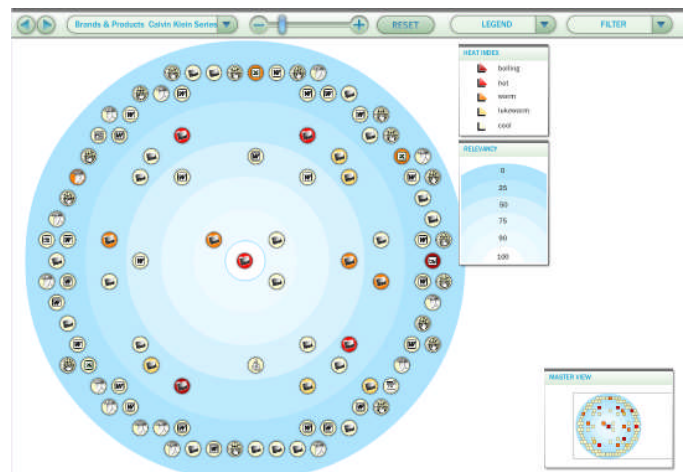 Brands & Products Calvin Klein Series
RESET
LEGEND
FILTER
HEAT INDEX
boiling
hot
warm
lukewarm
cool
RELEVANCY
0
25
50
75
90
100
MASTER VIEW